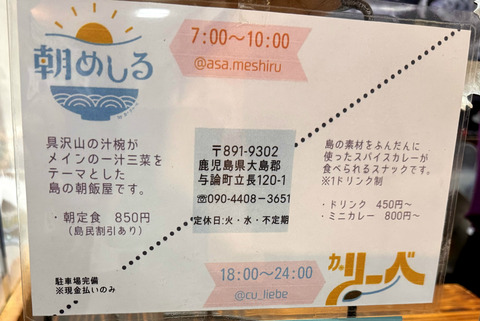 朝めしる
7:00〜10:00
@asa.meshiru
具沢山の汁椀が
メインの一汁三菜を
テーマとした
島の朝飯屋です。
・朝定食 850円
（島民割引あり）
〒891-9302
鹿児島県大島郡
与論町立長120-1
☏090-4408-3651
*定休日:火・水・不定期
島の素材をふんだんに
使ったスパイスカレーが
食べられるスナックです。
※1ドリンク制
・ドリンク 450円〜
・ミニカレー 800円〜
駐車場完備
※現金払いのみ
18:00〜24:00
@cu_liebe
カリーベ